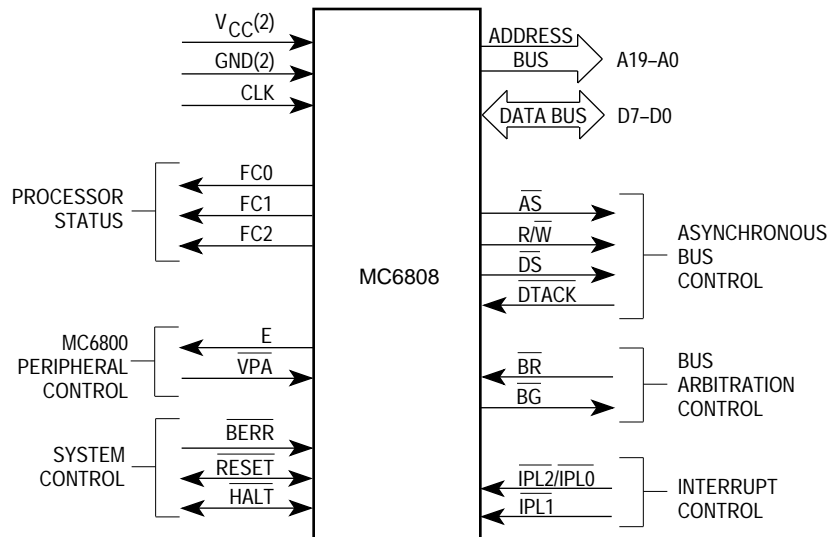 V CC(2)
GND(2)
CLK
ADDRESS
BUS
A19–A0
DATA BUS
D7–D0
PROCESSOR
STATUS
FC0
FC1
FC2
MC6808
AS
R/W
DS
DTACK
ASYNCHRONOUS
BUS
CONTROL
MC6800
PERIPHERAL
CONTROL
E
VPA
BR
BG
BUS
ARBITRATION
CONTROL
SYSTEM
CONTROL
BERR
RESET
HALT
IPL2/IPL0
IPL1
INTERRUPT
CONTROL